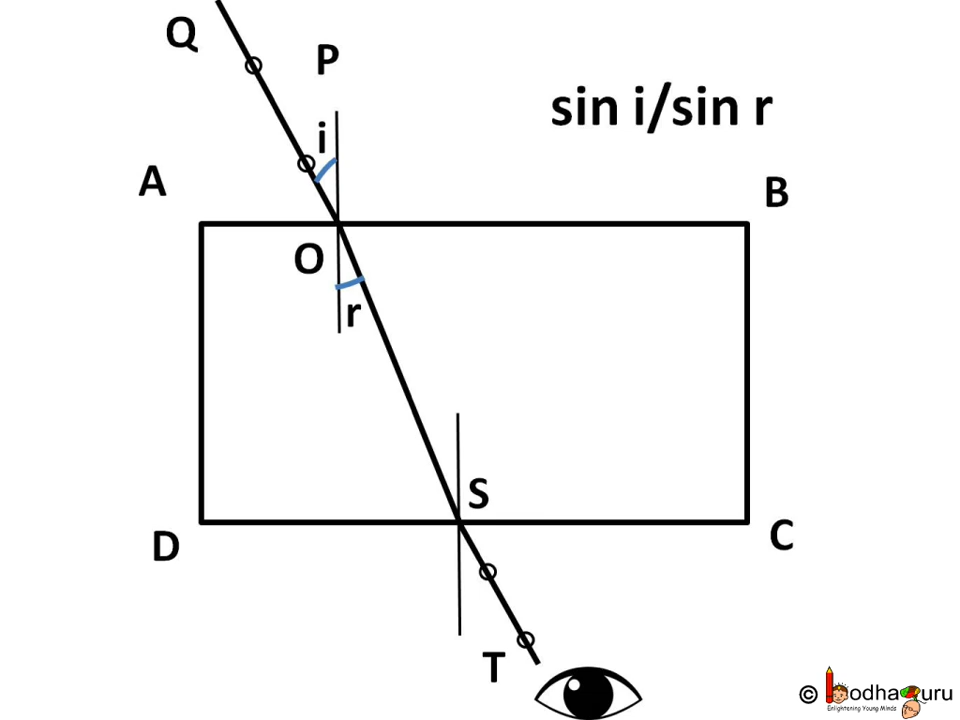 Q
P
sin i/sin r
i
A
B
O
r
S
D
C
T
© BodhaGuru
Enlightening Young Minds